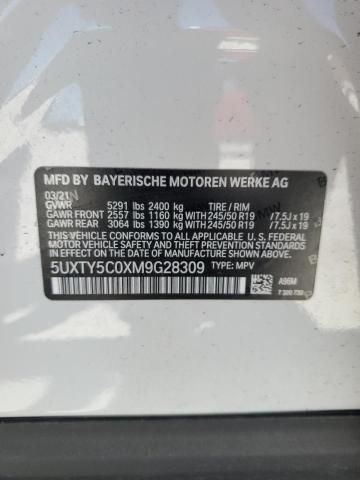 MFD BY BAYERISCHE MOTOREN WERKE AG
03/21
GVWR 5291 lbs 2400 kg TIRE / RIM
GAWR FRONT 2557 lbs 1160 kg WITH 245/50 R19 /7.5J x 19
GAWR REAR 3064 lbs 1390 kg WITH 245/50 R19 /7.5J x 19
THIS VEHICLE CONFORMS TO ALL APPLICABLE U.S. FEDERAL MOTOR VEHICLE SAFETY, BUMPER, AND THEFT PREVENTION STANDARDS IN EFFECT ON THE DATE OF MANUFACTURE SHOWN ABOVE.
5UXTY5C0XM9G28309 TYPE: MPV
A96M